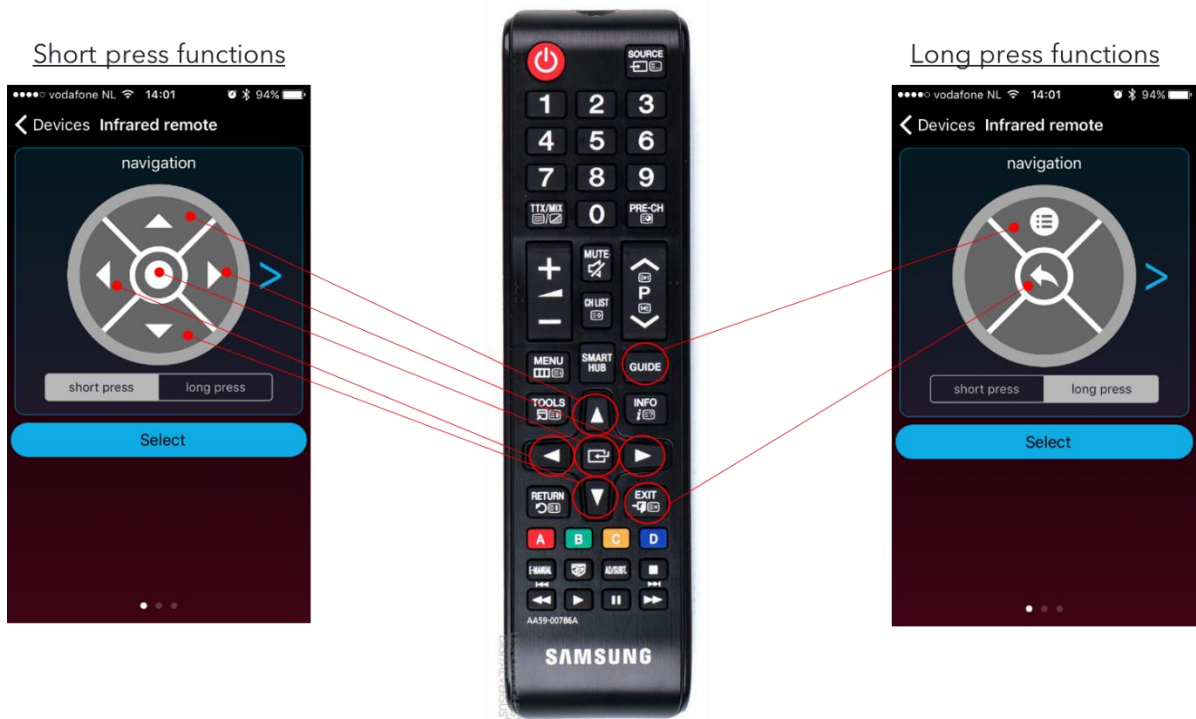 Short press functions
vodafone NL 14:01 94%
Devices Infrared remote
navigation
short press long press
Select
SOURCE
1 2 3
4 5 6
7 8 9
TTX/MIX 0 PRE-CH
MUTE
+
CH LIST P
−
MENU SMART HUB GUIDE
TOOLS INFO
RETURN EXIT
A B C D
E-MANUAL AD/SUBT.
AA59-00786A
SAMSUNG
Long press functions
vodafone NL 14:01 94%
Devices Infrared remote
navigation
short press long press
Select